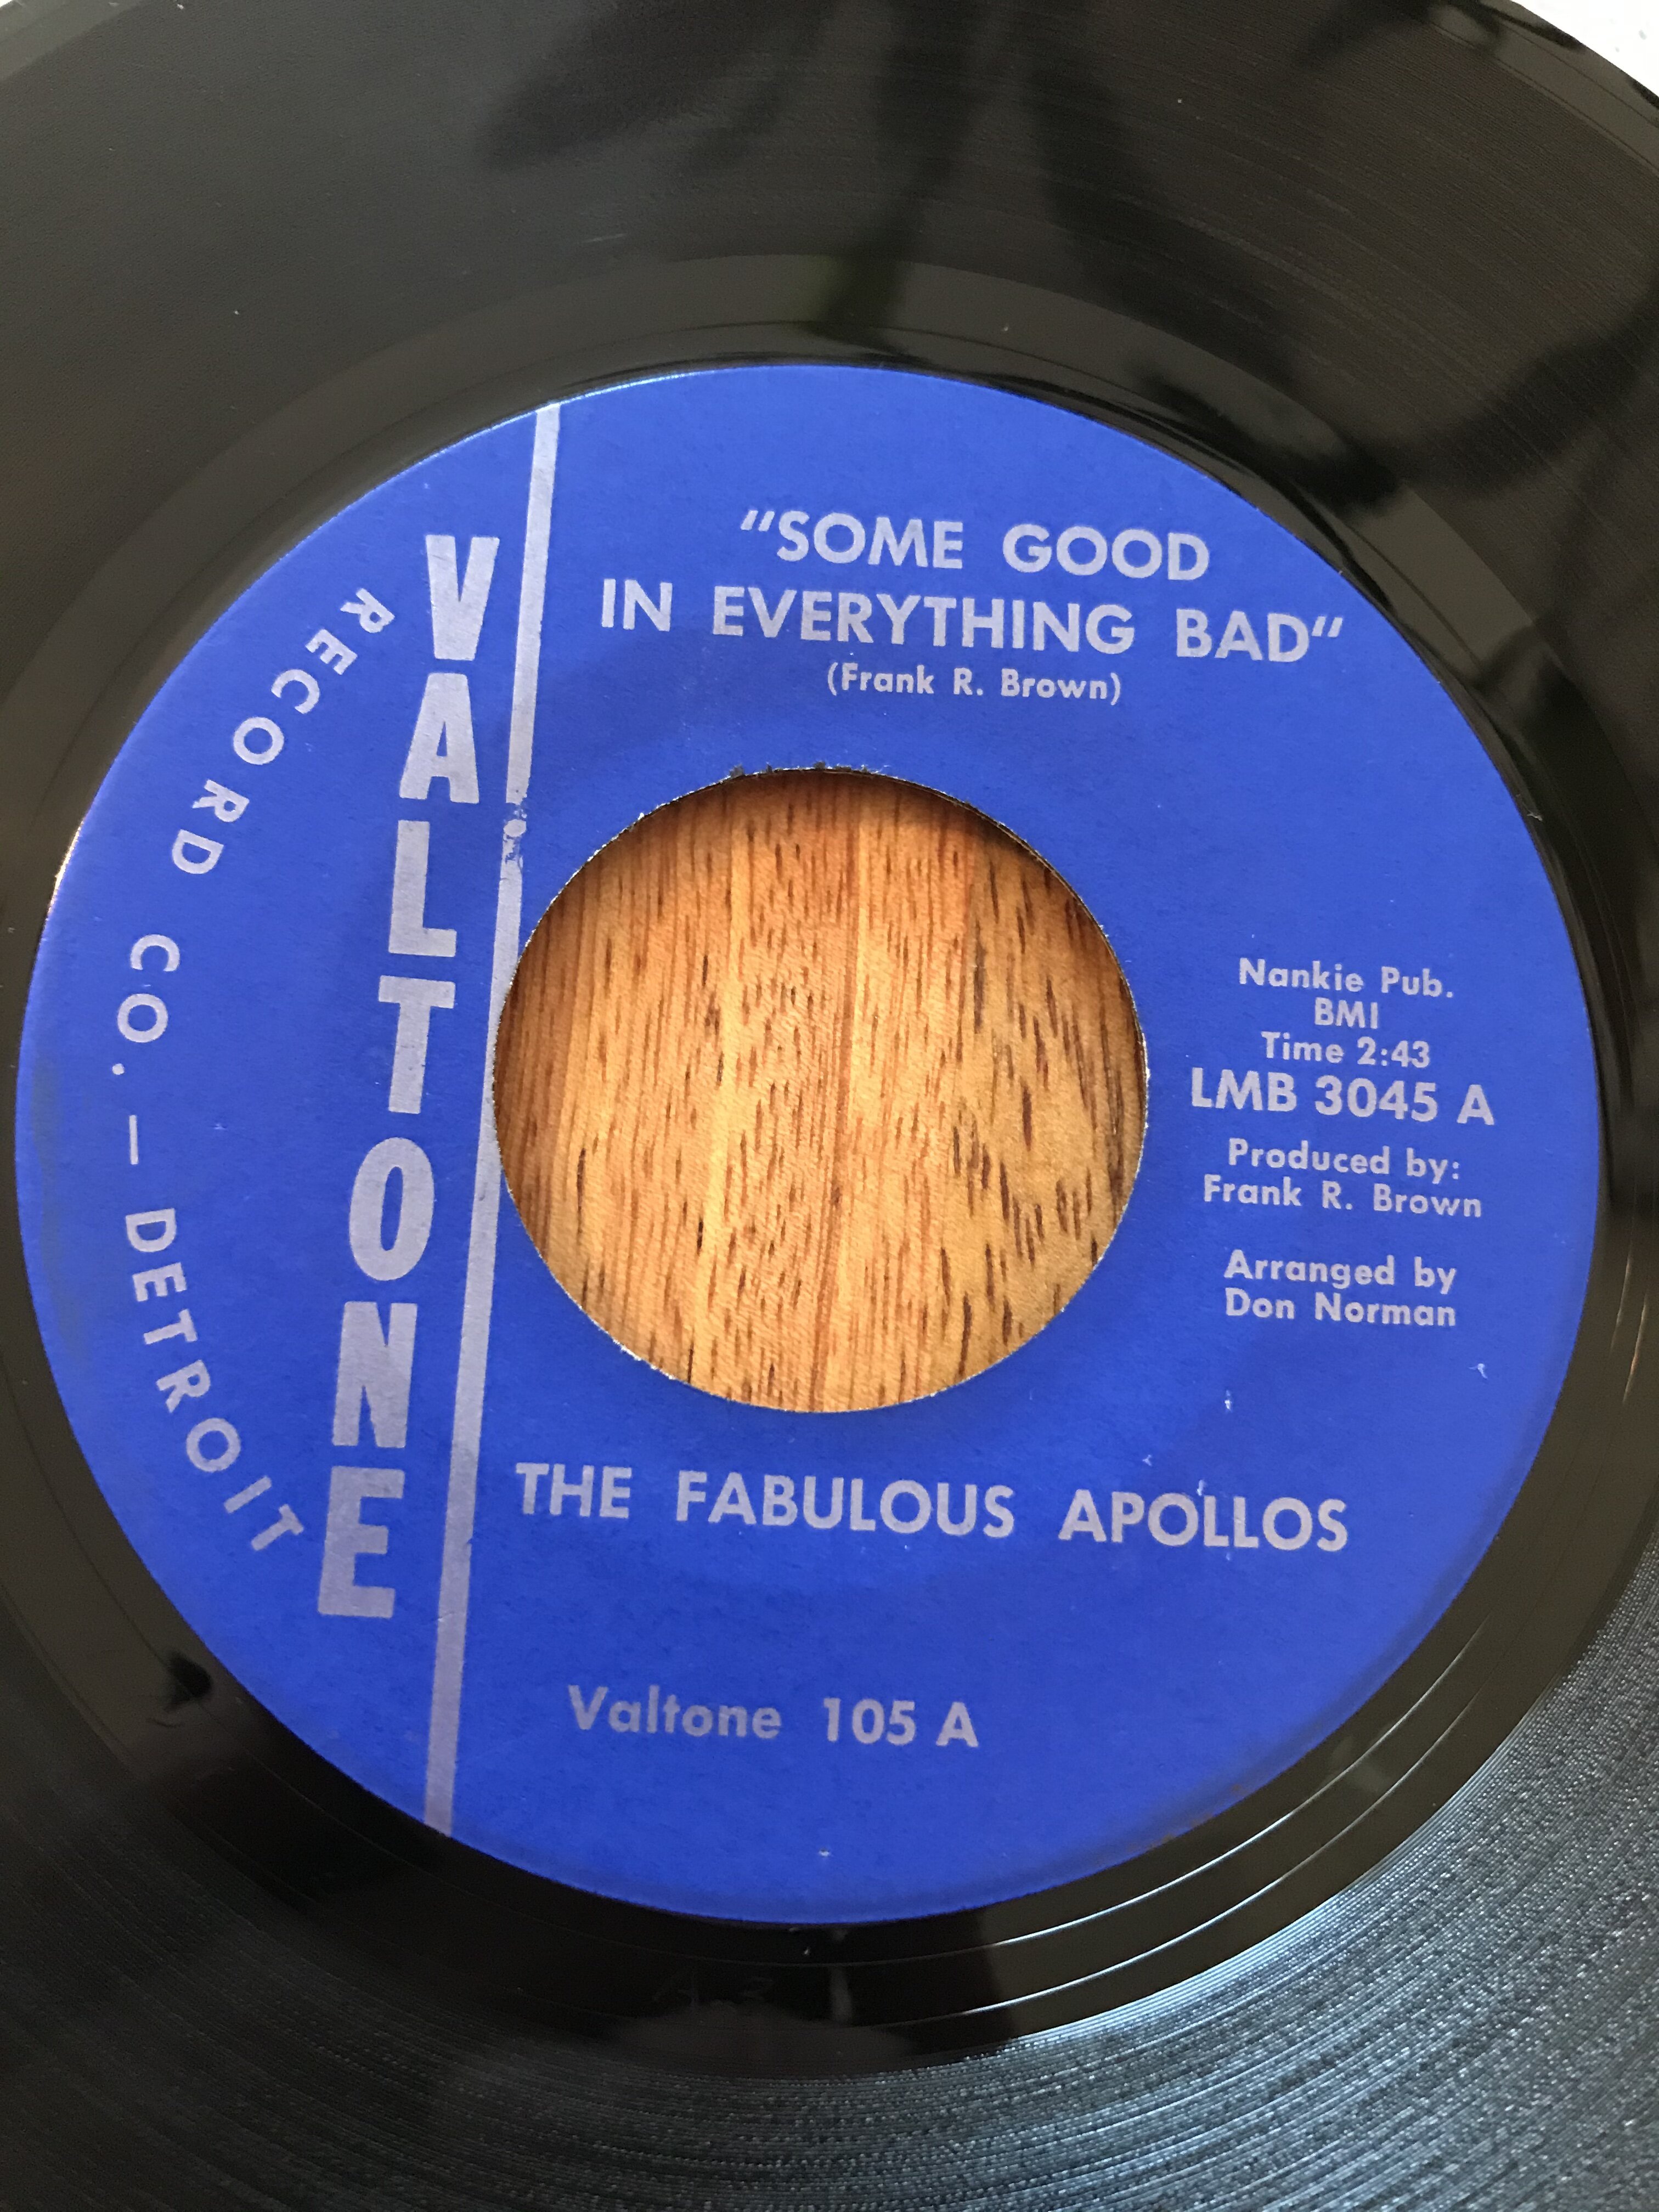 "SOME GOOD
IN EVERYTHING BAD"
(Frank R. Brown)
VALTONE
RECORD CO. — DETROIT
Nankie Pub.
BMI
Time 2:43
LMB 3045 A
Produced by:
Frank R. Brown
Arranged by
Don Norman
THE FABULOUS APOLLOS
Valtone 105 A